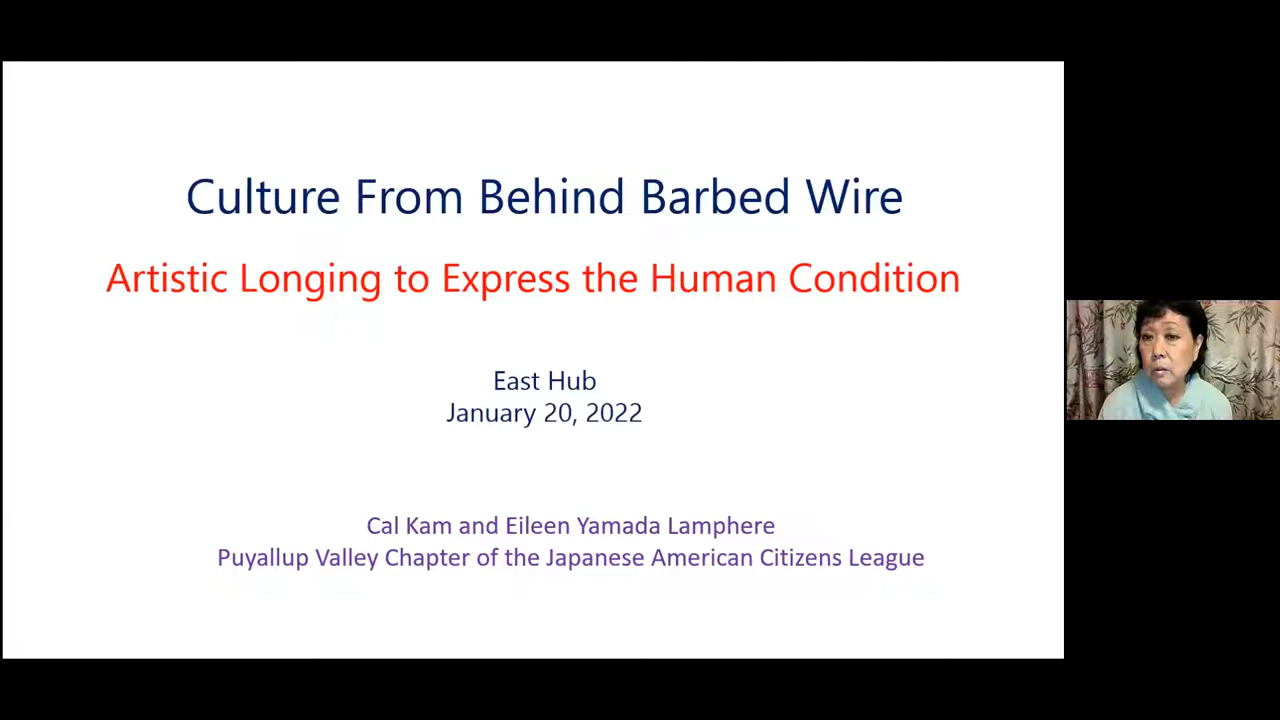 Culture From Behind Barbed Wire
Artistic Longing to Express the Human Condition
East Hub
January 20, 2022
Cal Kam and Eileen Yamada Lamphere
Puyallup Valley Chapter of the Japanese American Citizens League